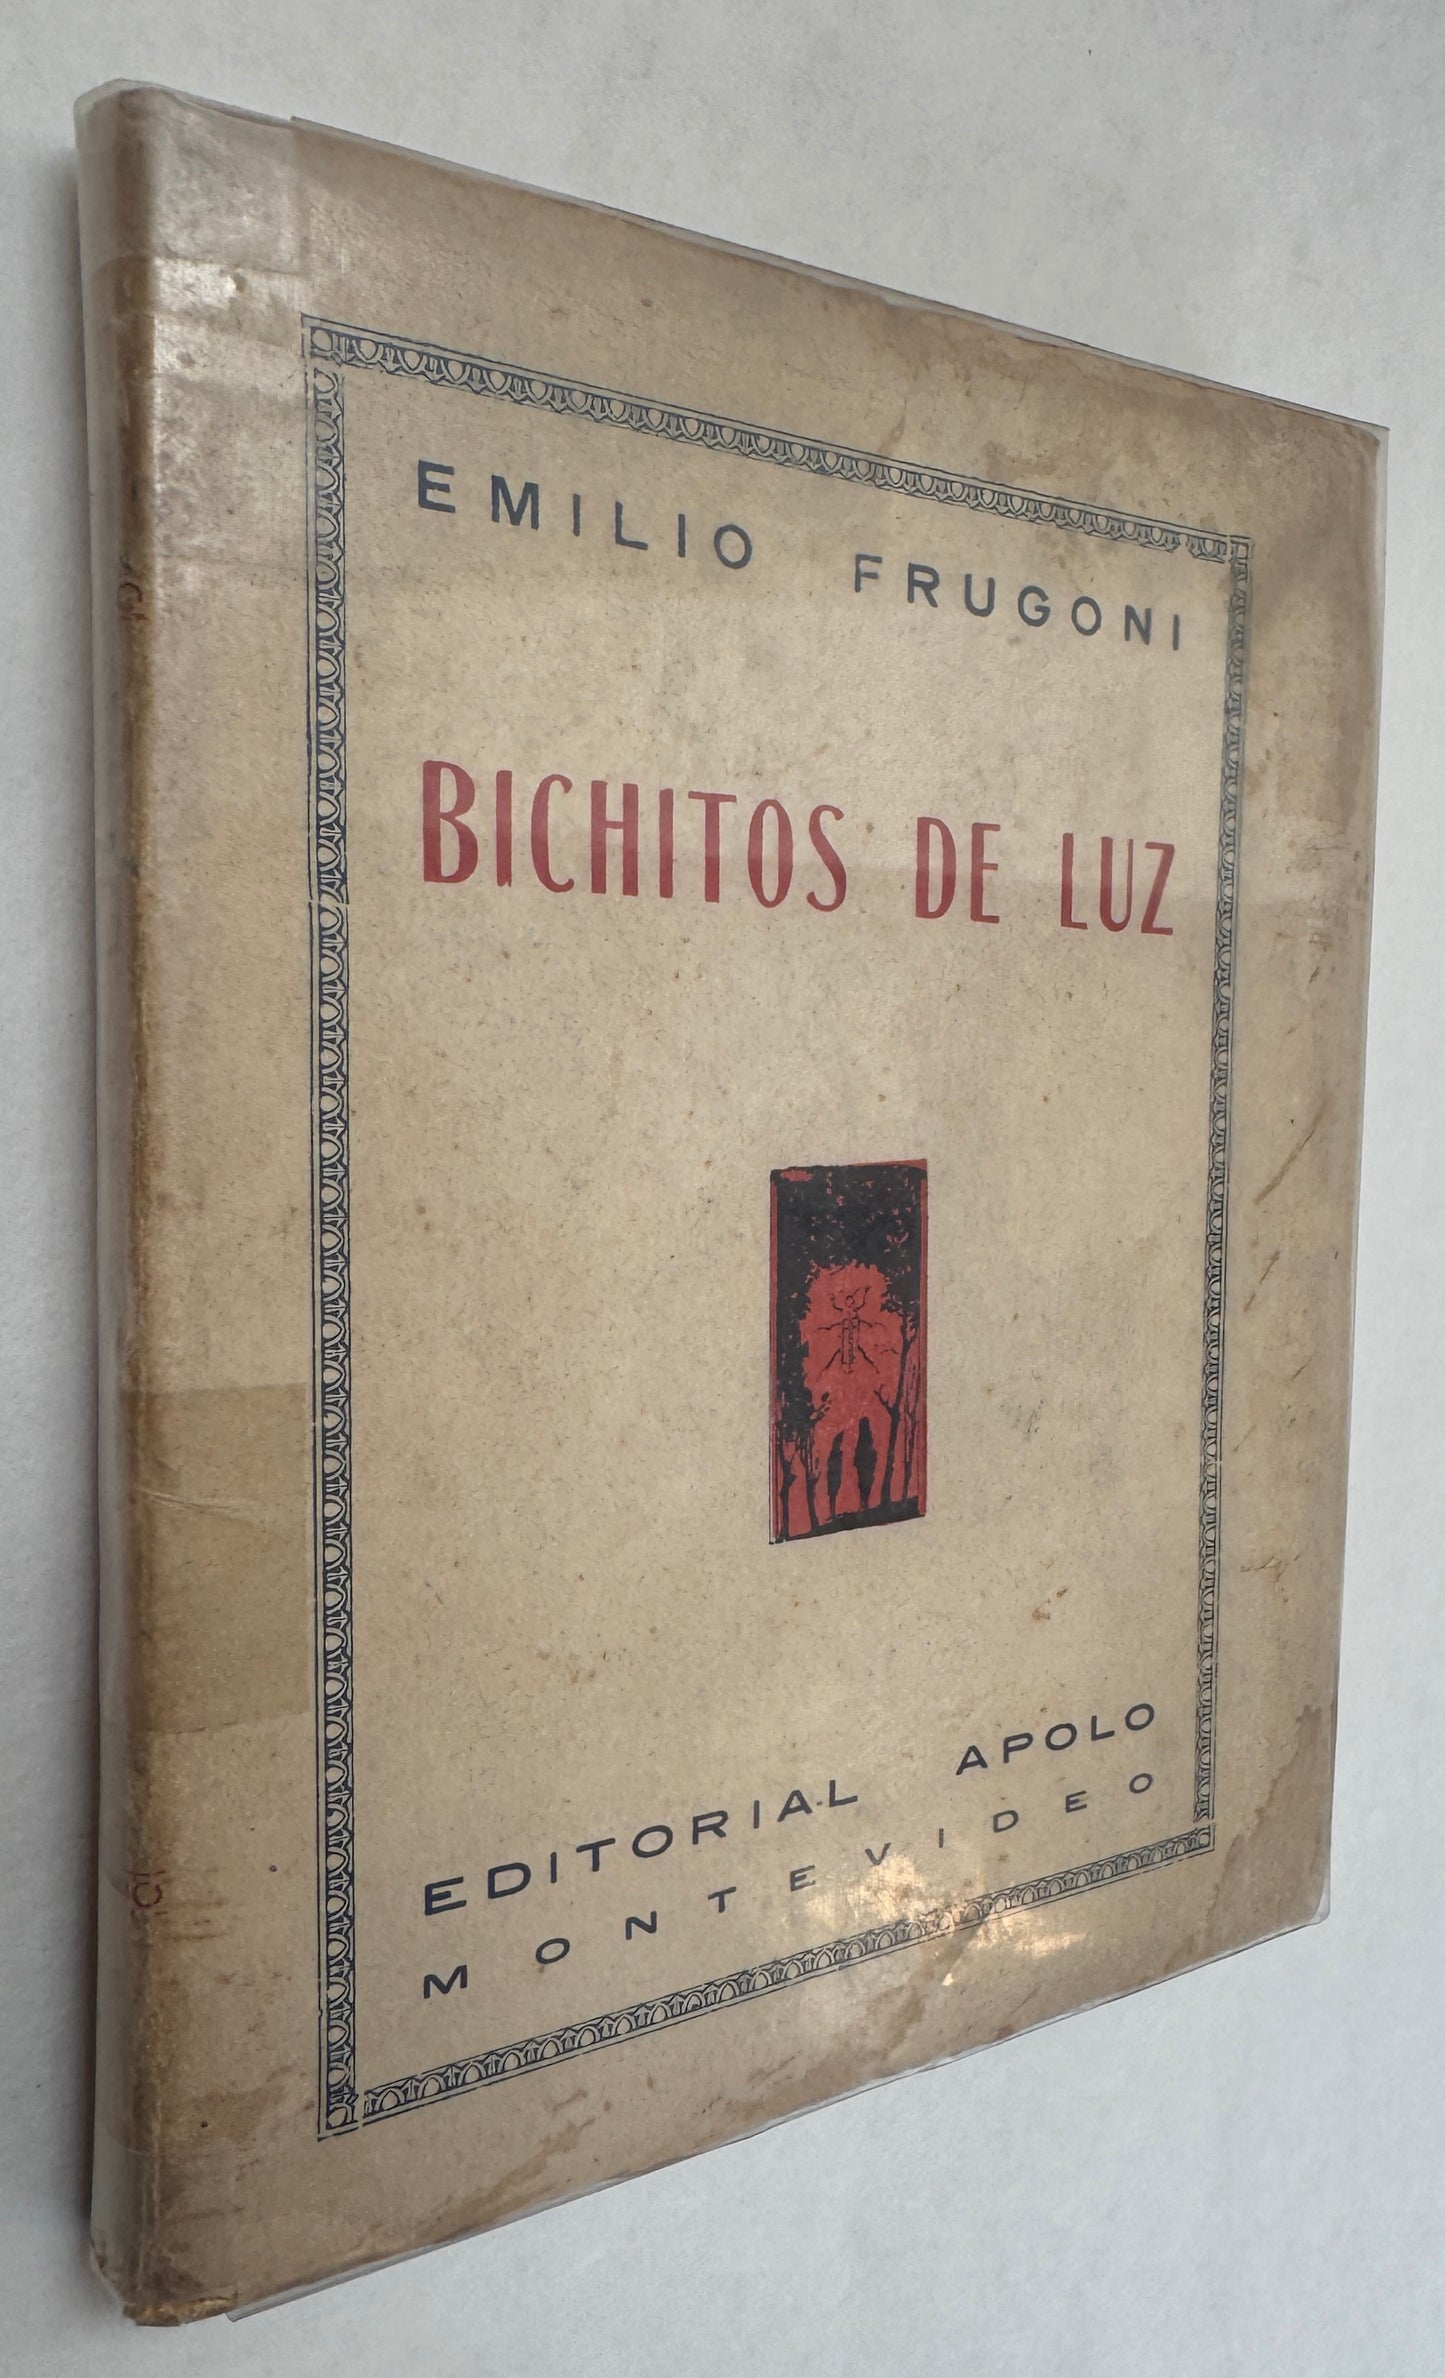 EMILIO FRUGONI
BICHITOS DE LUZ
EDITORIAL APOLO
MONTEVIDEO